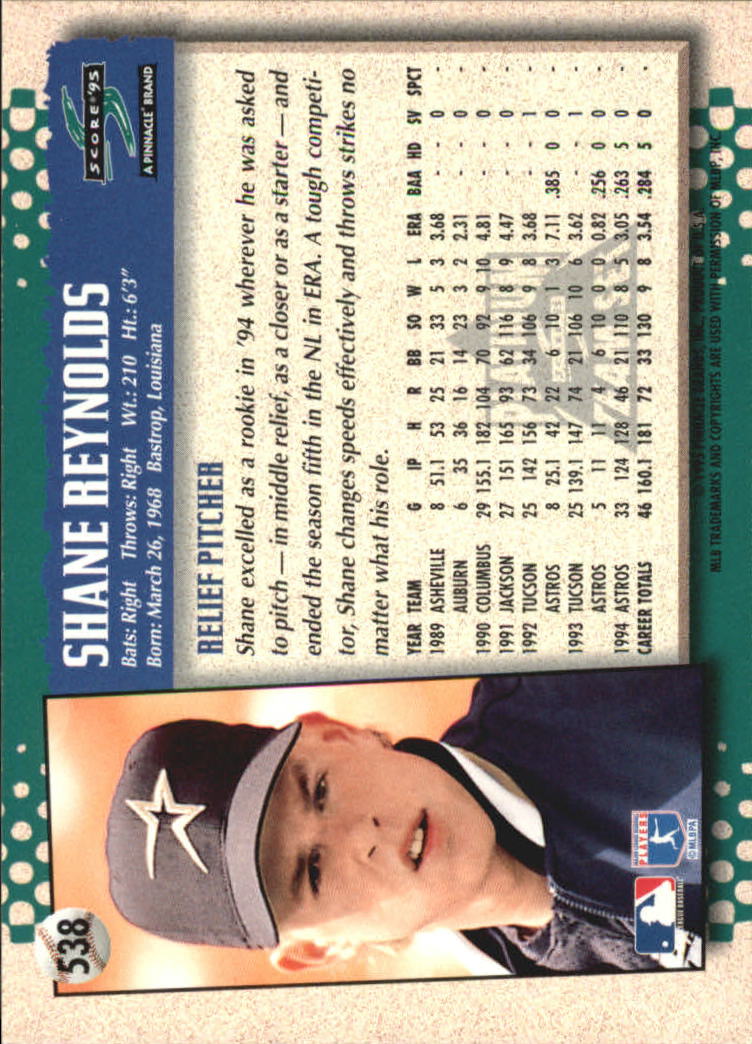 538
SHANE REYNOLDS
Bats: Right Throws: Right Wt.: 210 Ht.: 6'3"
Born: March 26, 1968 Bastrop, Louisiana
SCORE® '95
A PINNACLE® BRAND
RELIEF PITCHER
Shane excelled as a rookie in '94 wherever he was asked
to pitch — in middle relief, as a closer or as a starter — and
ended the season fifth in the NL in ERA. A tough competi-
tor, Shane changes speeds effectively and throws strikes no
matter what his role.
YEAR TEAM G IP H R BB SO W L ERA BAA HD SV SPCT
1989 ASHEVILLE 8 51.1 53 25 21 33 5 3 3.68 - - 0 -
AUBURN 6 35 36 16 14 23 3 2 2.31 - - 0 -
1990 COLUMBUS 29 155.1 182 104 70 92 9 10 4.81 - - 0 -
1991 JACKSON 27 151 165 93 62 116 8 9 4.47 - - 0 -
1992 TUCSON 25 142 156 73 34 106 9 8 3.68 - - 1 -
ASTROS 8 25.1 42 22 6 10 1 3 7.11 .385 0 0 -
1993 TUCSON 25 139.1 147 74 21 106 10 6 3.62 - - 1 -
ASTROS 5 11 11 4 6 10 0 0 0.82 .256 0 0 -
1994 ASTROS 33 124 128 46 21 110 8 5 3.05 .263 5 0 -
CAREER TOTALS 46 160.1 181 72 33 130 9 8 3.54 .284 5 0 -
PLAYERS
© MLBPA
© 1995 PINNACLE BRANDS, INC., PRODUCT OF U.S.A.
MLB TRADEMARKS AND COPYRIGHTS ARE USED WITH PERMISSION OF MLBP, INC.